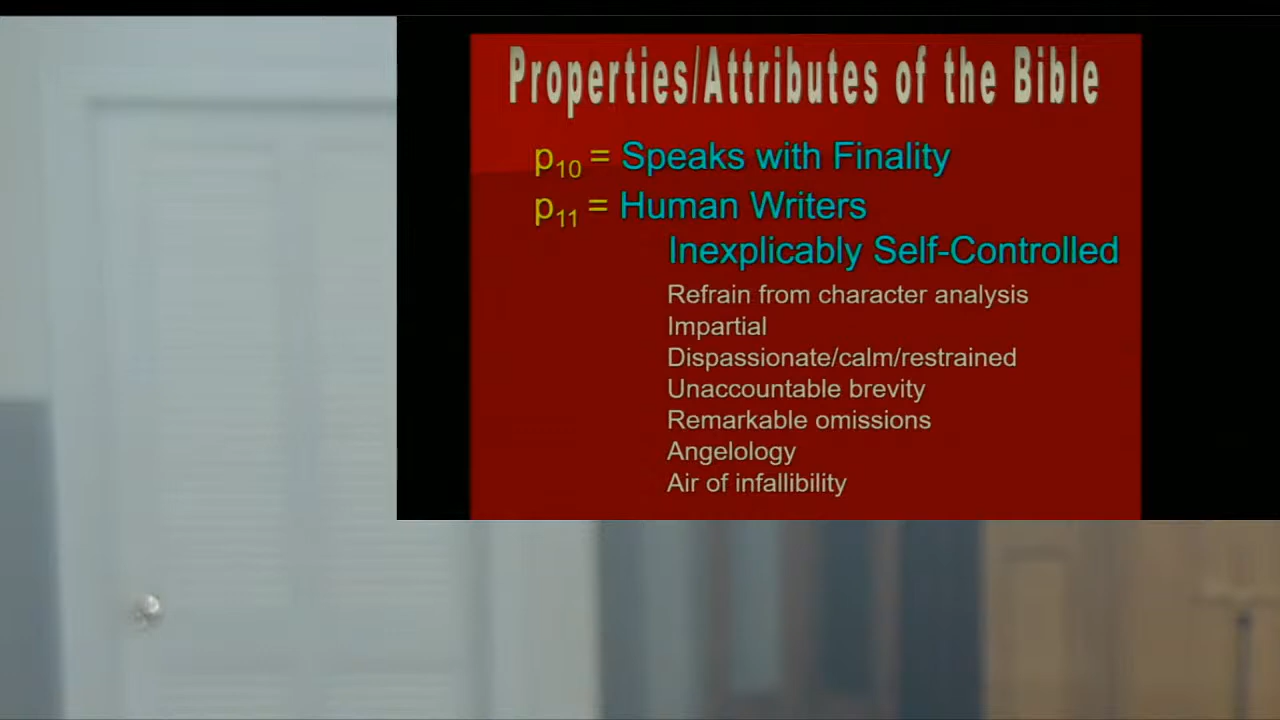 Properties/Attributes of the Bible
p10 = Speaks with Finality
p11 = Human Writers
Inexplicably Self-Controlled
Refrain from character analysis
Impartial
Dispassionate/calm/restrained
Unaccountable brevity
Remarkable omissions
Angelology
Air of infallibility